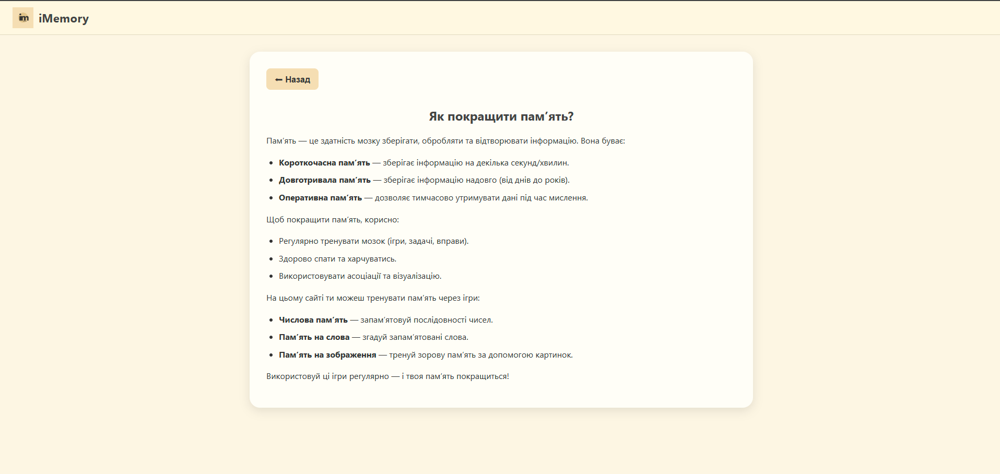 im iMemory
← Назад
Як покращити пам’ять?
Пам’ять — це здатність мозку зберігати, обробляти та відтворювати інформацію. Вона буває:
• Короткочасна пам’ять — зберігає інформацію на декілька секунд/хвилин.
• Довготривала пам’ять — зберігає інформацію надовго (від днів до років).
• Оперативна пам’ять — дозволяє тимчасово утримувати дані під час мислення.
Щоб покращити пам’ять, корисно:
• Регулярно тренувати мозок (ігри, задачі, вправи).
• Здорово спати та харчуватись.
• Використовувати асоціації та візуалізацію.
На цьому сайті ти можеш тренувати пам’ять через ігри:
• Числова пам’ять — запам’ятовуй послідовності чисел.
• Пам’ять на слова — згадуй запам’ятовані слова.
• Пам’ять на зображення — тренуй зорову пам’ять за допомогою картинок.
Використовуй ці ігри регулярно — і твоя пам’ять покращиться!